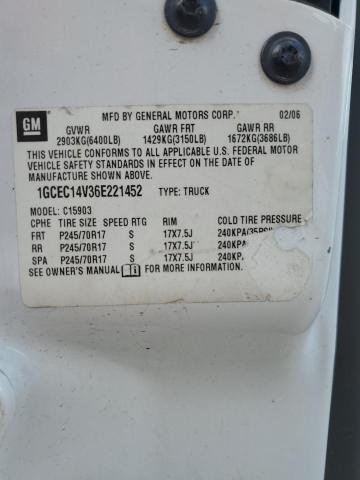 MFD BY GENERAL MOTORS CORP. 02/06
GM
GVWR GAWR FRT GAWR RR
2903KG(6400LB) 1429KG(3150LB) 1672KG(3686LB)
THIS VEHICLE CONFORMS TO ALL APPLICABLE U.S. FEDERAL MOTOR
VEHICLE SAFETY STANDARDS IN EFFECT ON THE DATE OF
MANUFACTURE SHOWN ABOVE.
1GCEC14V36E221452 TYPE: TRUCK
MODEL: C15903
CPHE TIRE SIZE SPEED RTG RIM COLD TIRE PRESSURE
FRT P245/70R17 S 17X7.5J 240KPA(35PSI
RR P245/70R17 S 17X7.5J 240KPA
SPA P245/70R17 S 17X7.5J 240KP
SEE OWNER'S MANUAL FOR MORE INFORMATION.